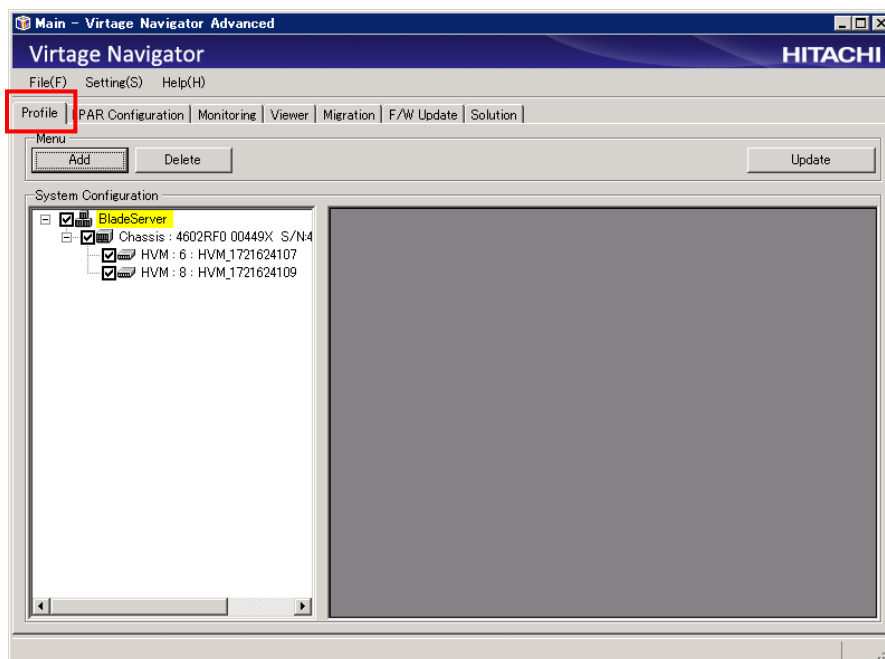 Main - Virtage Navigator Advanced
Virtage Navigator
HITACHI
File(F) Setting(S) Help(H)
Profile PAR Configuration Monitoring Viewer Migration F/W Update Solution
Menu
Add Delete Update
System Configuration
BladeServer
Chassis : 4602RF0 00449X S/N:4
HVM : 6 : HVM_1721624107
HVM : 8 : HVM_1721624109